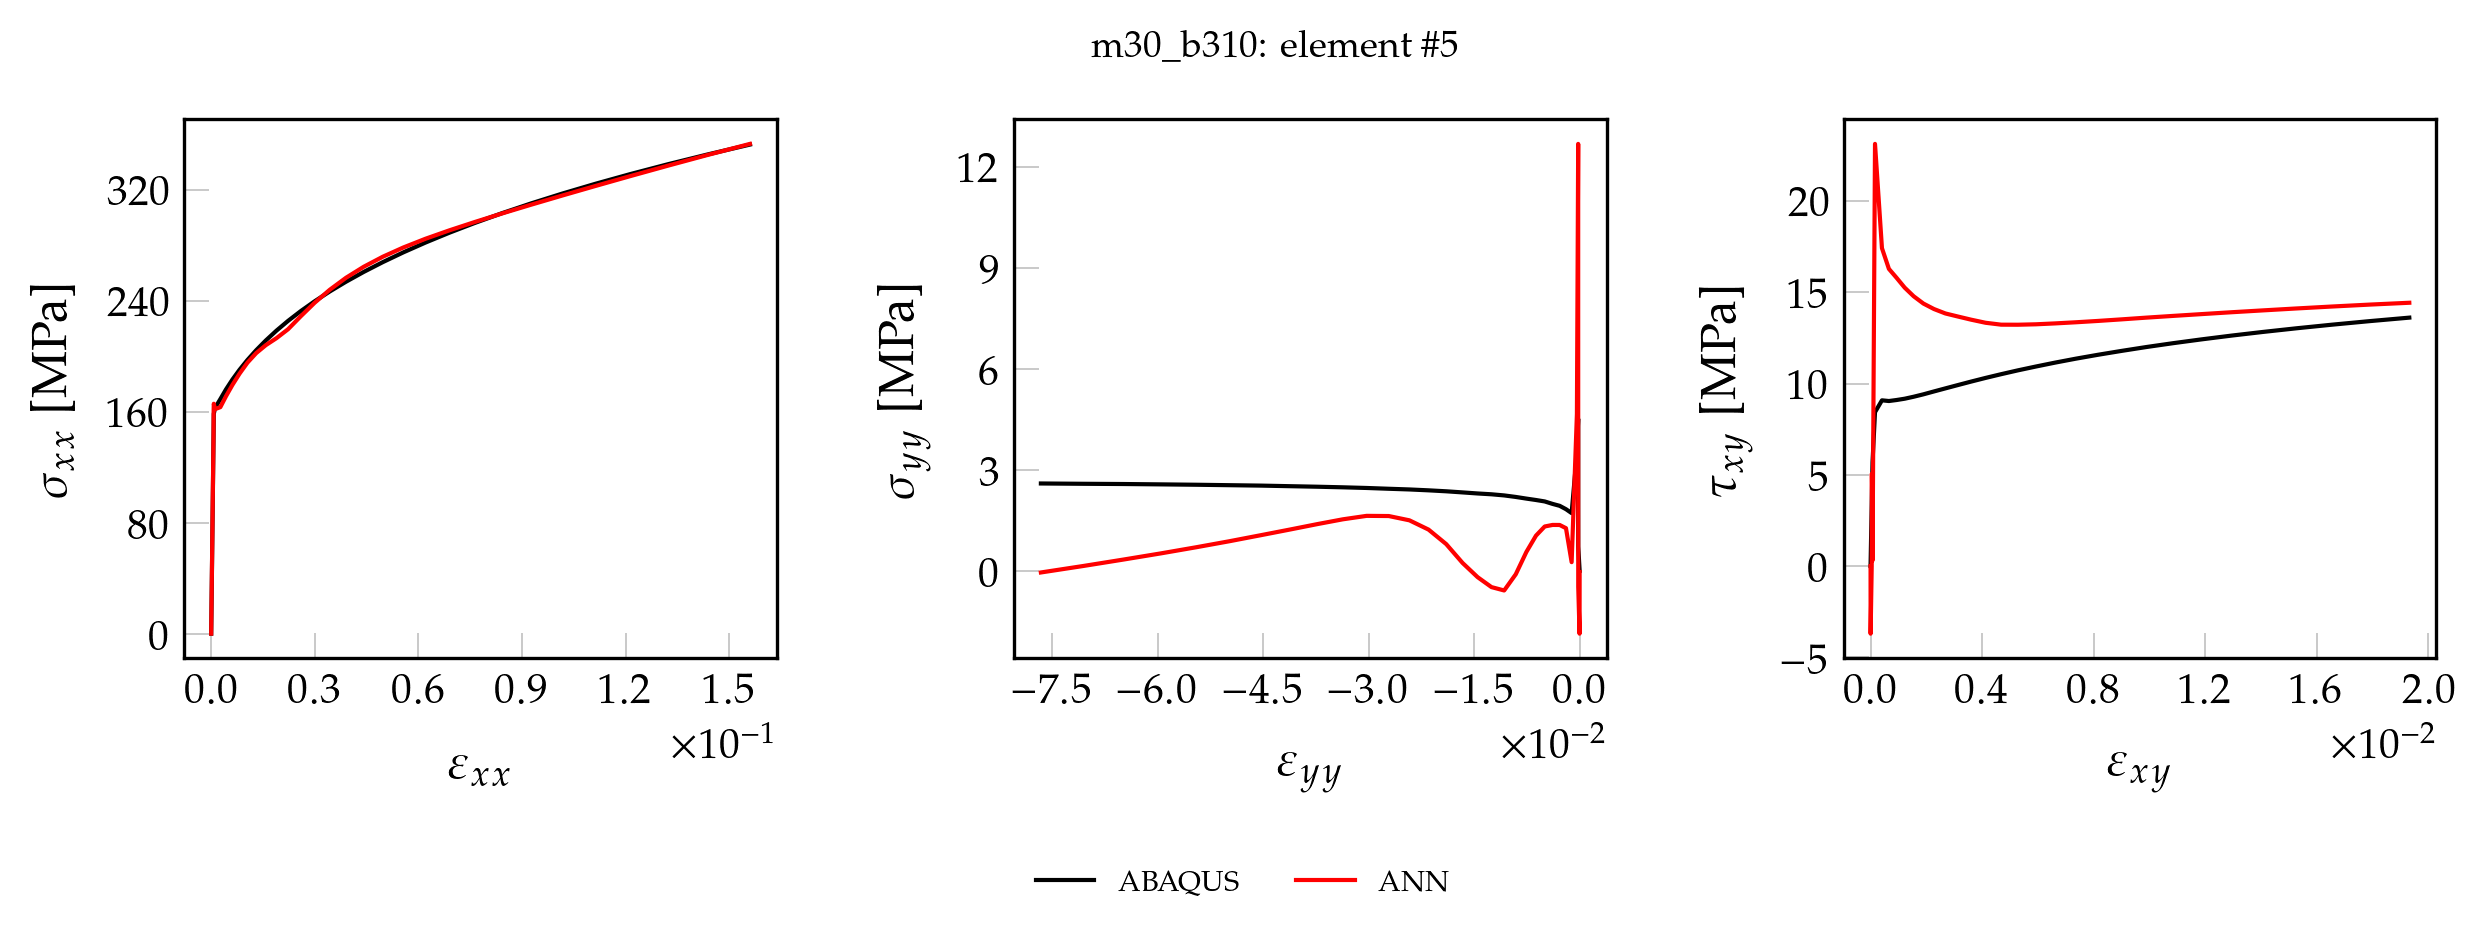 m30_b310: element #5
σxx [MPa]
320
240
160
80
0
0.0 0.3 0.6 0.9 1.2 1.5
×10−1
εxx
σyy [MPa]
12
9
6
3
0
−7.5 −6.0 −4.5 −3.0 −1.5 0.0
×10−2
εyy
τxy [MPa]
20
15
10
5
0
−5
0.0 0.4 0.8 1.2 1.6 2.0
×10−2
εxy
ABAQUS ANN